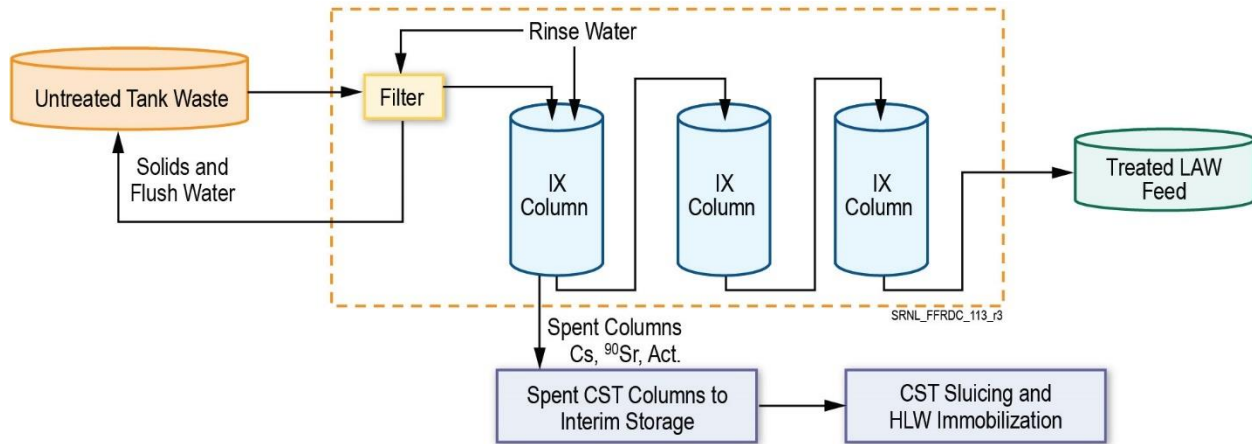 Rinse Water
Untreated Tank Waste
Filter
Solids and
Flush Water
IX
Column
IX
Column
IX
Column
Treated LAW
Feed
SRNL_FFRDC_113_r3
Spent Columns
Cs, ⁹⁰Sr, Act.
Spent CST Columns to
Interim Storage
CST Sluicing and
HLW Immobilization